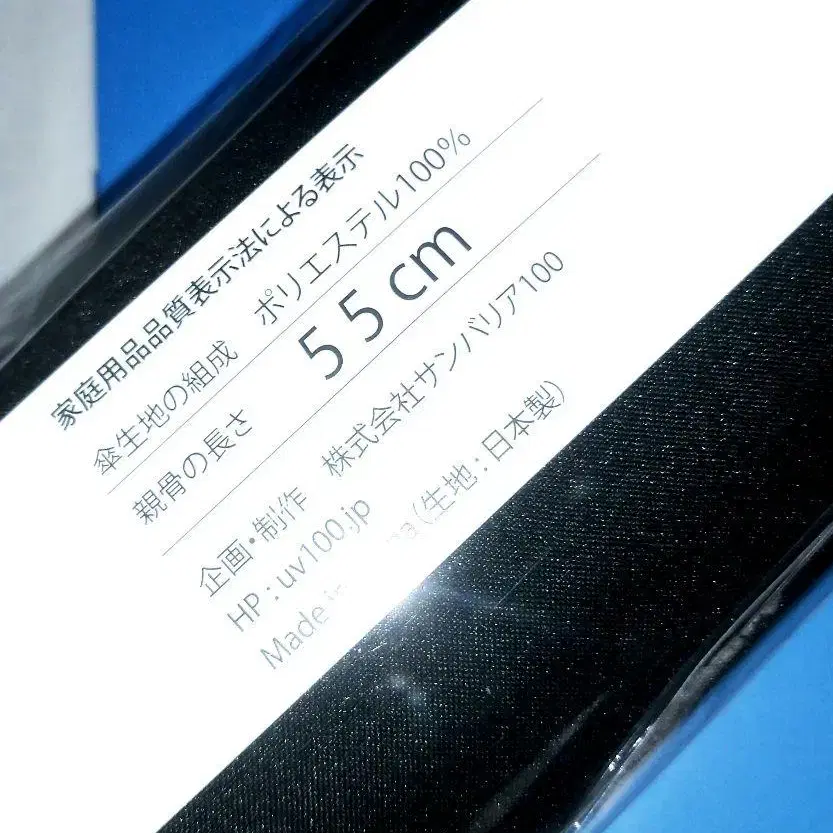 家庭用品品質表示法による表示
傘生地の組成 ポリエステル100%
親骨の長さ 55cm
企画・制作 株式会社サンバリア100
HP : uv100.jp
Made (生地 : 日本製)